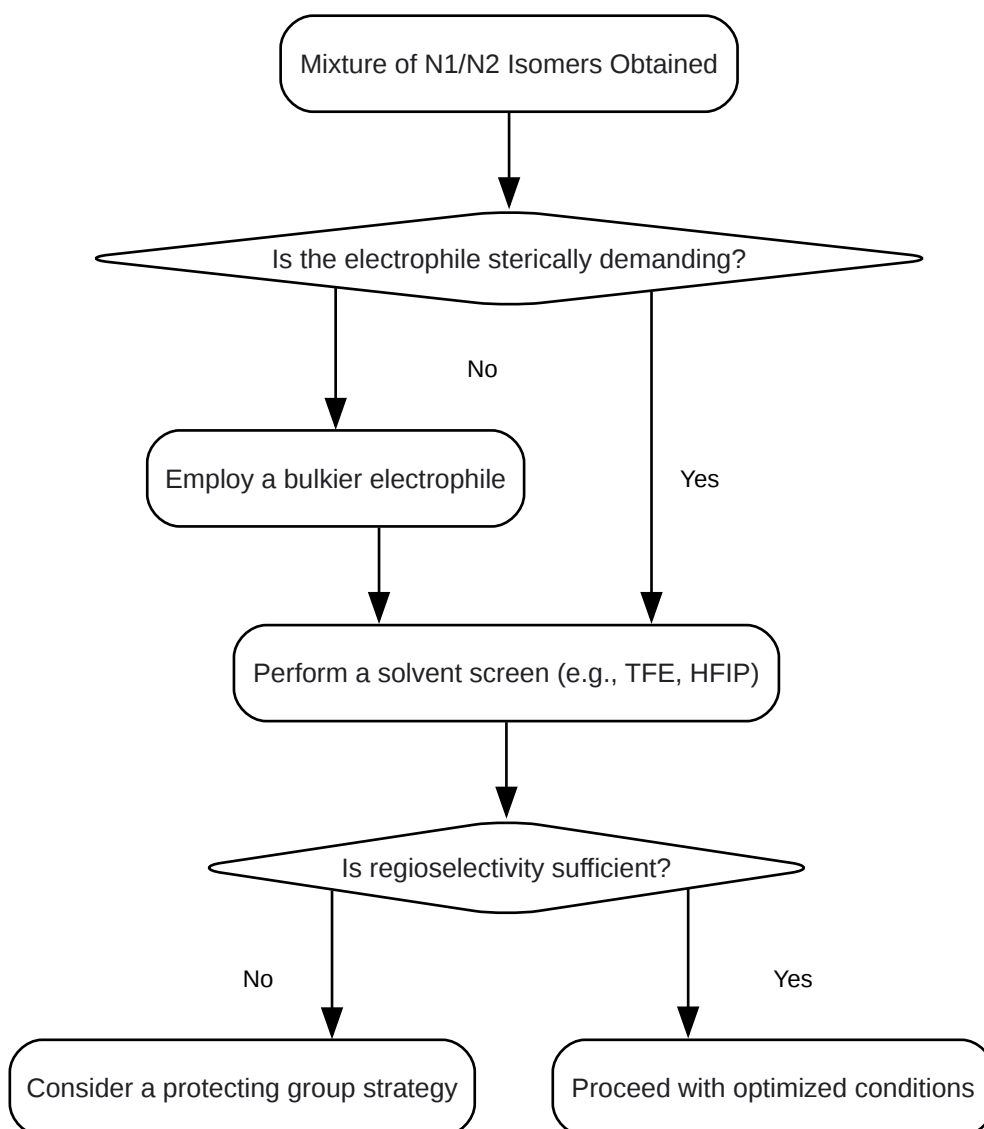 Mixture of N1/N2 Isomers Obtained
Is the electrophile sterically demanding?
No
Employ a bulkier electrophile
Yes
Perform a solvent screen (e.g., TFE, HFIP)
Is regioselectivity sufficient?
No
Yes
Consider a protecting group strategy
Proceed with optimized conditions